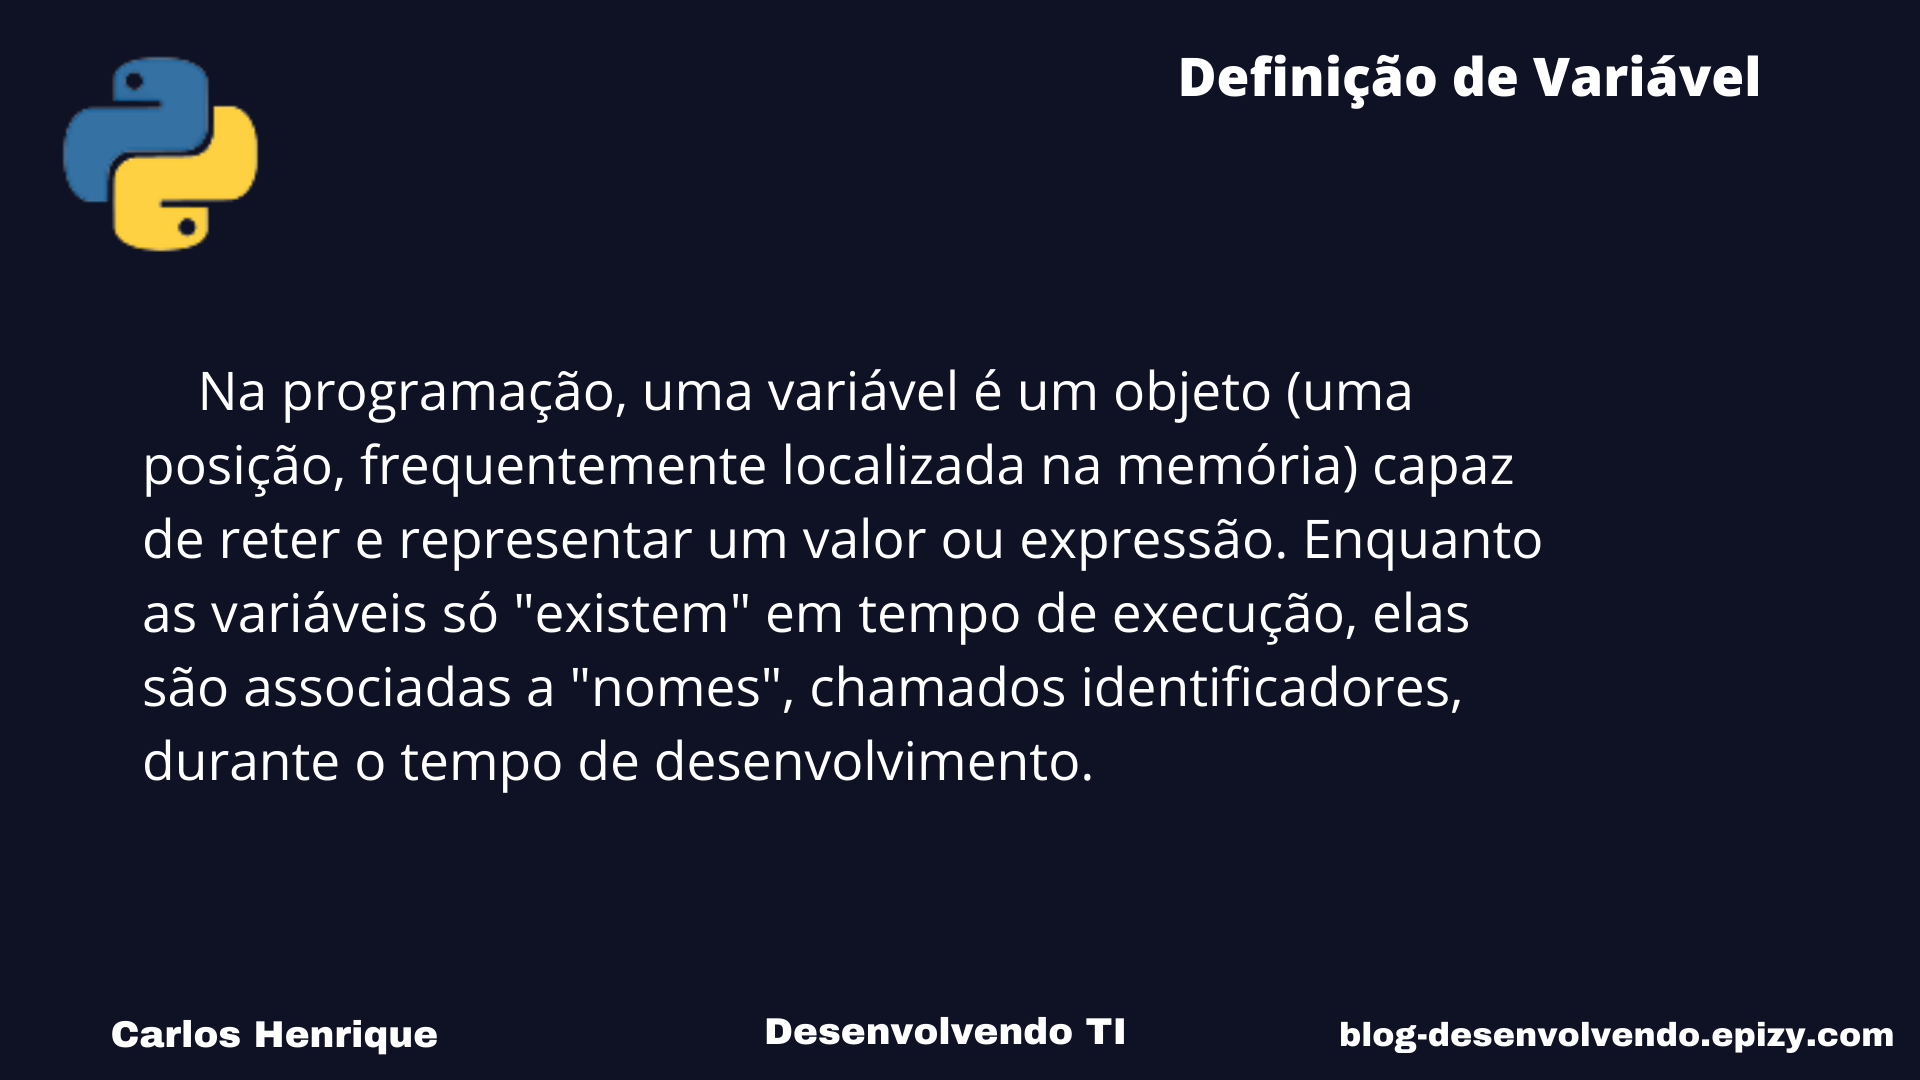 Definição de Variável
Na programação, uma variável é um objeto (uma
posição, frequentemente localizada na memória) capaz
de reter e representar um valor ou expressão. Enquanto
as variáveis só "existem" em tempo de execução, elas
são associadas a "nomes", chamados identificadores,
durante o tempo de desenvolvimento.
Carlos Henrique
Desenvolvendo TI
blog-desenvolvendo.epizy.com